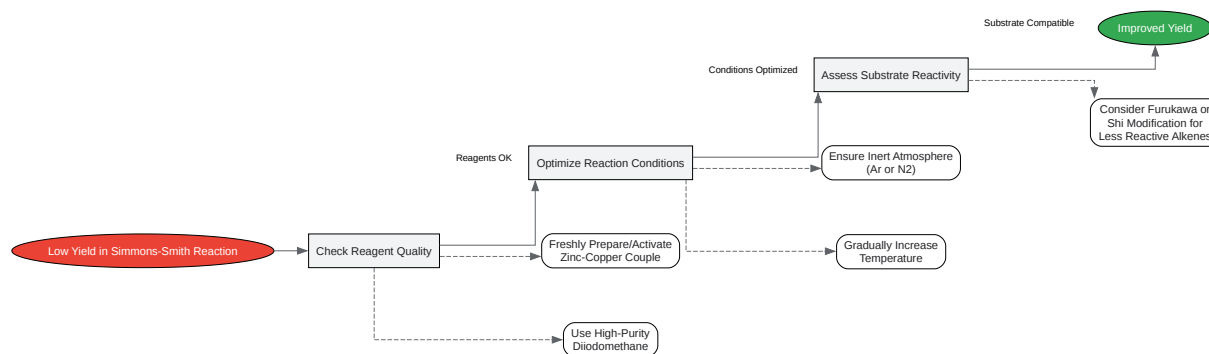 Substrate Compatible
Improved Yield
Conditions Optimized
Assess Substrate Reactivity
Consider Furukawa or
Shi Modification for
Less Reactive Alkenes
Reagents OK
Optimize Reaction Conditions
Ensure Inert Atmosphere
(Ar or N2)
Low Yield in Simmons-Smith Reaction
Check Reagent Quality
Freshly Prepare/Activate
Zinc-Copper Couple
Gradually Increase
Temperature
Use High-Purity
Diiodomethane